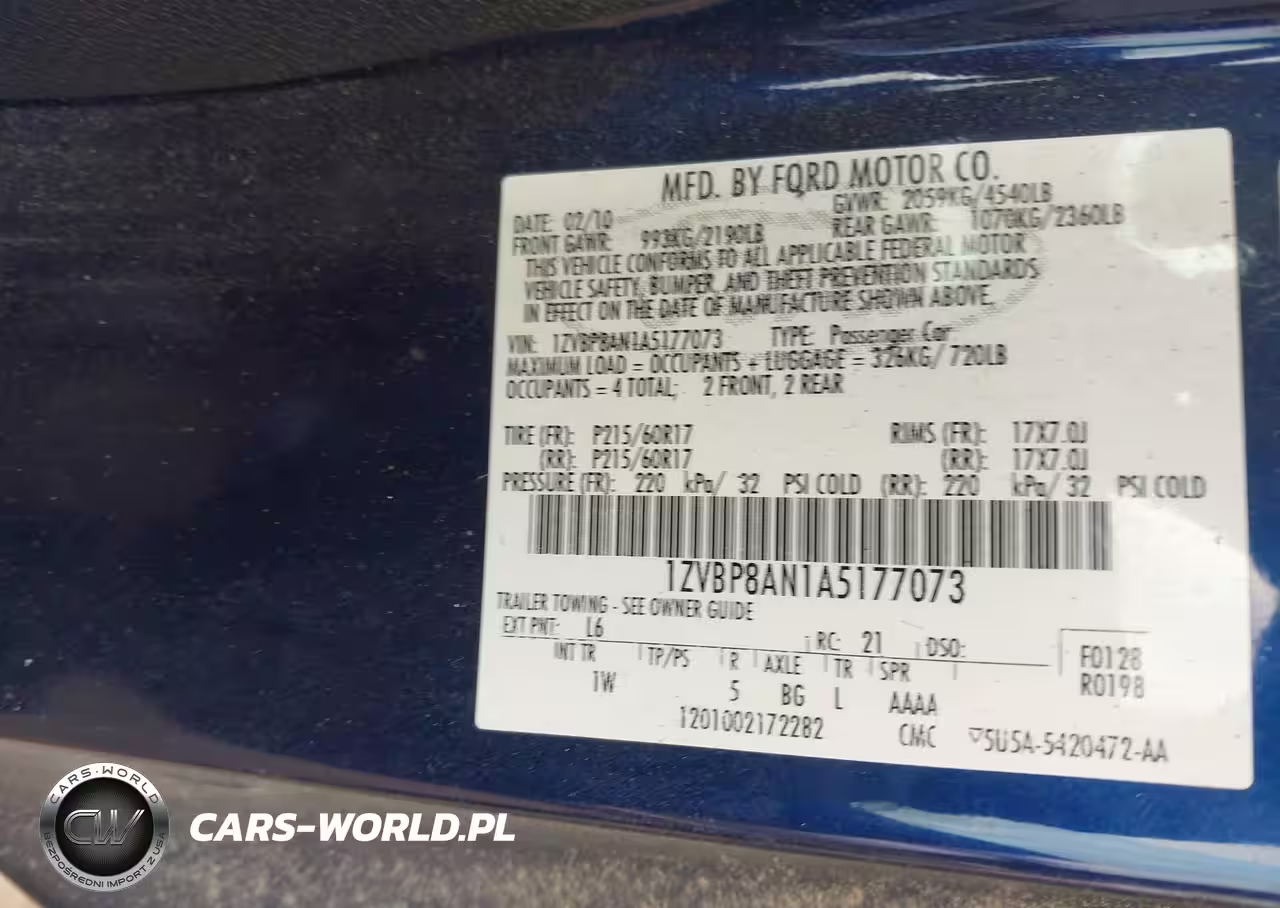 MFD. BY FORD MOTOR CO.
DATE: 02/10 GVWR: 2059KG/4540LB
FRONT GAWR: 993KG/2190LB REAR GAWR: 1070KG/2360LB
THIS VEHICLE CONFORMS TO ALL APPLICABLE FEDERAL MOTOR
VEHICLE SAFETY, BUMPER, AND THEFT PREVENTION STANDARDS
IN EFFECT ON THE DATE OF MANUFACTURE SHOWN ABOVE.
VIN: 1ZVBP8AN1A5177073 TYPE: Passenger Car
MAXIMUM LOAD = OCCUPANTS + LUGGAGE = 326KG/ 720LB
OCCUPANTS = 4 TOTAL; 2 FRONT, 2 REAR
TIRE (FR): P215/60R17 RIMS (FR): 17X7.0J
(RR): P215/60R17 (RR): 17X7.0J
PRESSURE (FR): 220 kPa/ 32 PSI COLD (RR): 220 kPa/ 32 PSI COLD
1ZVBP8AN1A5177073
TRAILER TOWING - SEE OWNER GUIDE
EXT PNT: L6 RC: 21 DSO:
INT TR TP/PS R AXLE TR SPR
1W 5 BG L AAAA
F0128
R0198
1201002172282 CMC ▽5U5A-5420472-AA
CARS-WORLD
CW
BEZPOŚREDNI IMPORT Z USA
CARS-WORLD.PL